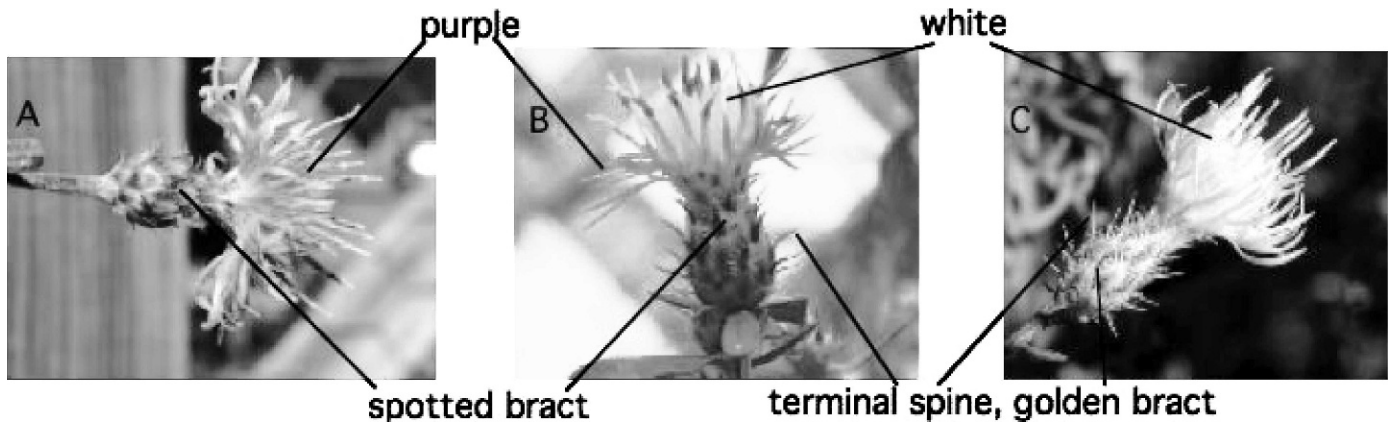 purple
white
A
B
C
spotted bract
terminal spine, golden bract